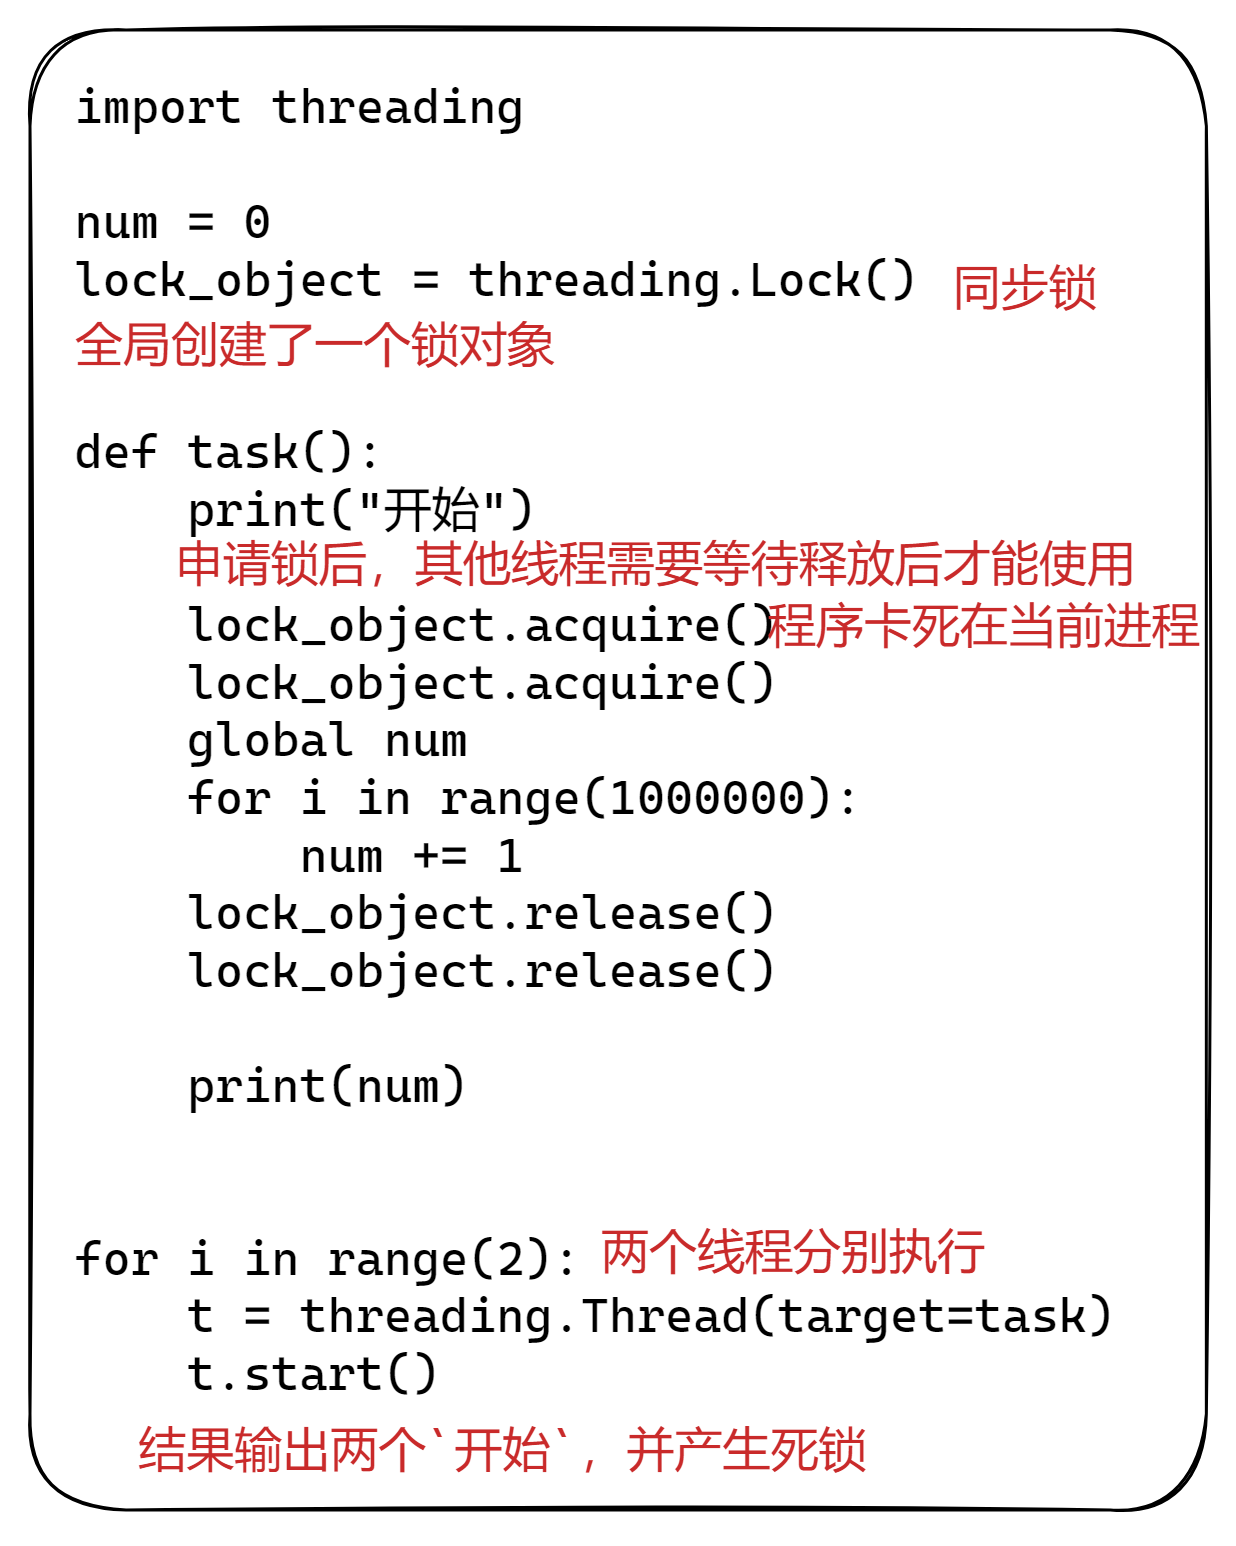 import threading
num = 0
lock_object = threading.Lock() 同步锁
全局创建了一个锁对象
def task():
    print("开始")
申请锁后，其他线程需要等待释放后才能使用
    lock_object.acquire()程序卡死在当前进程
    lock_object.acquire()
    global num
    for i in range(1000000):
        num += 1
    lock_object.release()
    lock_object.release()
    print(num)
for i in range(2): 两个线程分别执行
    t = threading.Thread(target=task)
    t.start()
结果输出两个`开始`，并产生死锁